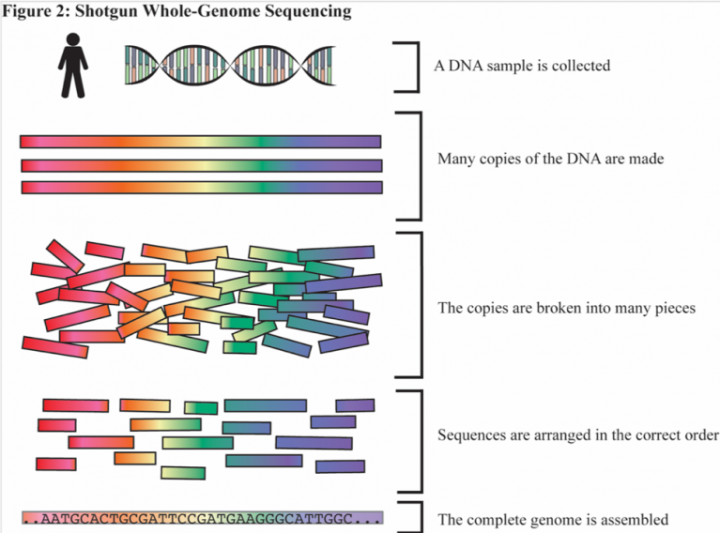 Figure 2: Shotgun Whole-Genome Sequencing
A DNA sample is collected
Many copies of the DNA are made
The copies are broken into many pieces
Sequences are arranged in the correct order
..AATGCACTGCGATTCCGATGAAGGGCATTGGC...
The complete genome is assembled